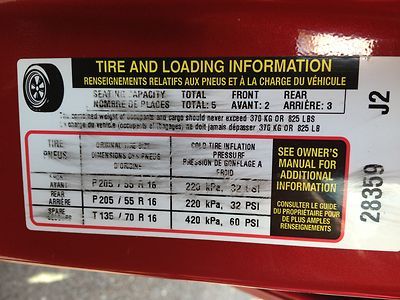 TIRE AND LOADING INFORMATION
RENSEIGNEMENTS RELATIFS AUX PNEUS ET À LA CHARGE DU VÉHICULE
SEATING CAPACITY TOTAL FRONT REAR
NOMBRE DE PLACES TOTAL: 5 AVANT: 2 ARRIÈRE: 3
The combined weight of occupants and cargo should never exceed 370 KG OR 825 LBS
La charge du véhicule (occupants et bagages), ne doit jamais dépasser 370 KG OR 825 LB
TIRE ORIGINAL TIRE SIZE COLD TIRE INFLATION PRESSURE
PNEUS DIMENSIONS DES PNEUS D'ORIGINE PRESSION DE GONFLAGE A FROID
FRONT
AVANT P 205 / 55 R 16 220 kPa, 32 PSI
REAR
ARRIÈRE P 205 / 55 R 16 220 kPa, 32 PSI
SPARE
SECOURS T 135 / 70 R 16 420 kPa, 60 PSI
SEE OWNER'S
MANUAL FOR
ADDITIONAL
INFORMATION
CONSULTER LE GUIDE
DU PROPRIÉTAIRE POUR
DE PLUS AMPLES
RENSEIGNEMENTS
28359 J2